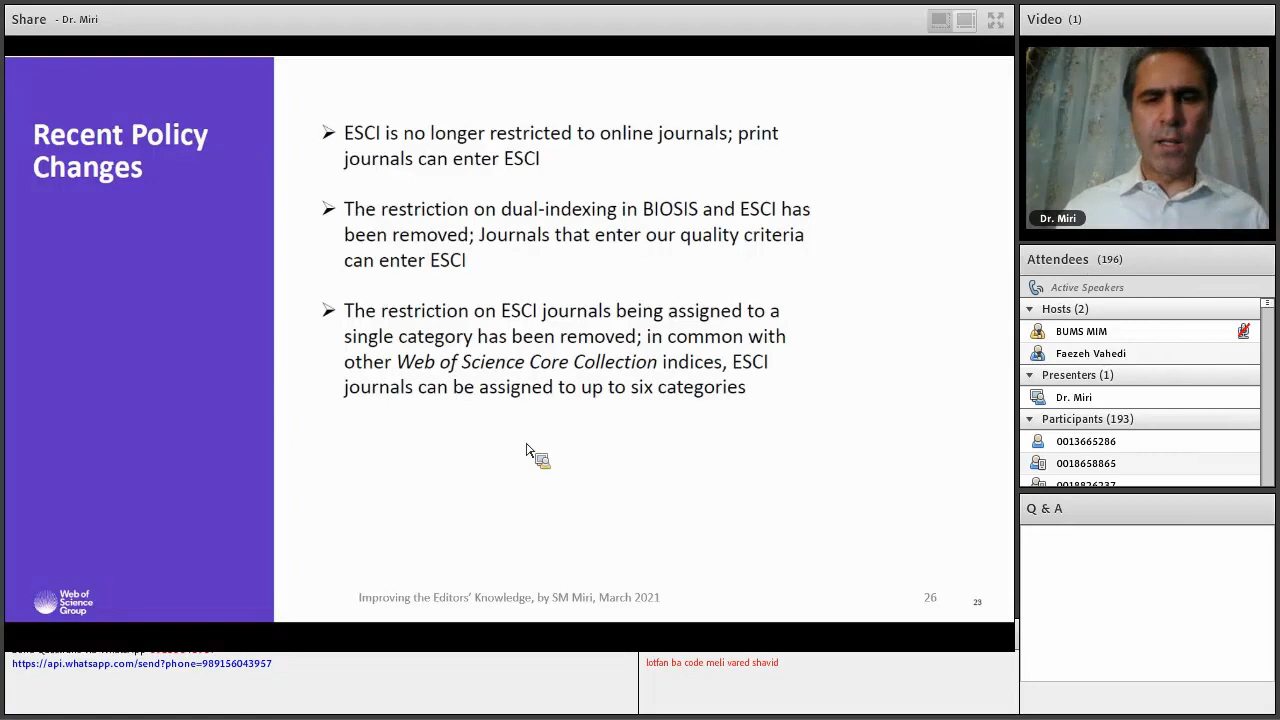 Share - Dr. Miri
Recent Policy
Changes
➢ ESCI is no longer restricted to online journals; print
journals can enter ESCI
➢ The restriction on dual-indexing in BIOSIS and ESCI has
been removed; Journals that enter our quality criteria
can enter ESCI
➢ The restriction on ESCI journals being assigned to a
single category has been removed; in common with
other Web of Science Core Collection indices, ESCI
journals can be assigned to up to six categories
Web of
Science
Group
Improving the Editors’ Knowledge, by SM Miri, March 2021
26
23
https://api.whatsapp.com/send?phone=989156043957
lotfan ba code meli vared shavid
Video (1)
Dr. Miri
Attendees (196)
Active Speakers
Hosts (2)
BUMS MIM
Faezeh Vahedi
Presenters (1)
Dr. Miri
Participants (193)
0013665286
0018658865
0018826237
Q & A